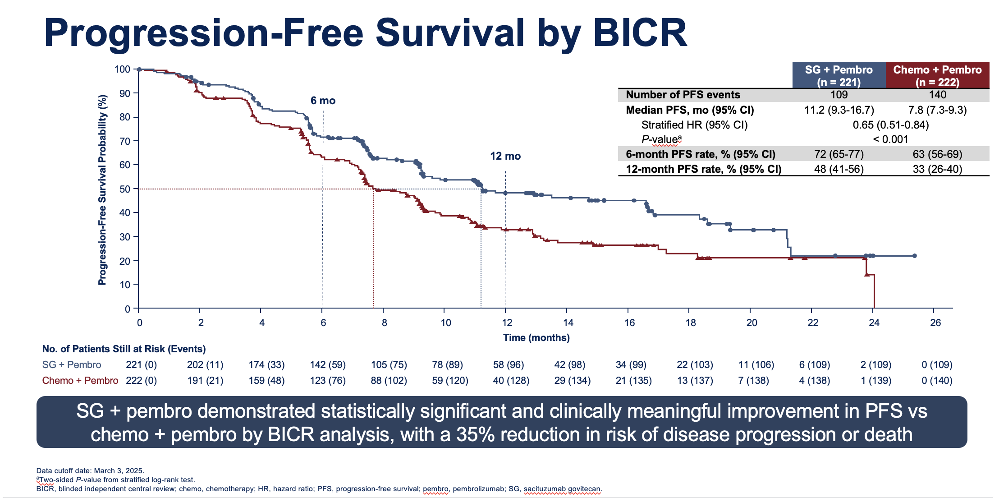 Progression-Free Survival by BICR
SG + Pembro Chemo + Pembro
(n = 221) (n = 222)
Number of PFS events 109 140
Median PFS, mo (95% CI) 11.2 (9.3-16.7) 7.8 (7.3-9.3)
Stratified HR (95% CI) 0.65 (0.51-0.84)
P-valueᵃ < 0.001
6-month PFS rate, % (95% CI) 72 (65-77) 63 (56-69)
12-month PFS rate, % (95% CI) 48 (41-56) 33 (26-40)
Progression-Free Survival Probability (%)
100
90
80
70
60
50
40
30
20
10
0
6 mo
12 mo
0 2 4 6 8 10 12 14 16 18 20 22 24 26
Time (months)
No. of Patients Still at Risk (Events)
SG + Pembro 221 (0) 202 (11) 174 (33) 142 (59) 105 (75) 78 (89) 58 (96) 42 (98) 34 (99) 22 (103) 11 (106) 6 (109) 2 (109) 0 (109)
Chemo + Pembro 222 (0) 191 (21) 159 (48) 123 (76) 88 (102) 59 (120) 40 (128) 29 (134) 21 (135) 13 (137) 7 (138) 4 (138) 1 (139) 0 (140)
SG + pembro demonstrated statistically significant and clinically meaningful improvement in PFS vs
chemo + pembro by BICR analysis, with a 35% reduction in risk of disease progression or death
Data cutoff date: March 3, 2025.
ᵃTwo-sided P-value from stratified log-rank test.
BICR, blinded independent central review; chemo, chemotherapy; HR, hazard ratio; PFS, progression-free survival; pembro, pembrolizumab; SG, sacituzumab govitecan.